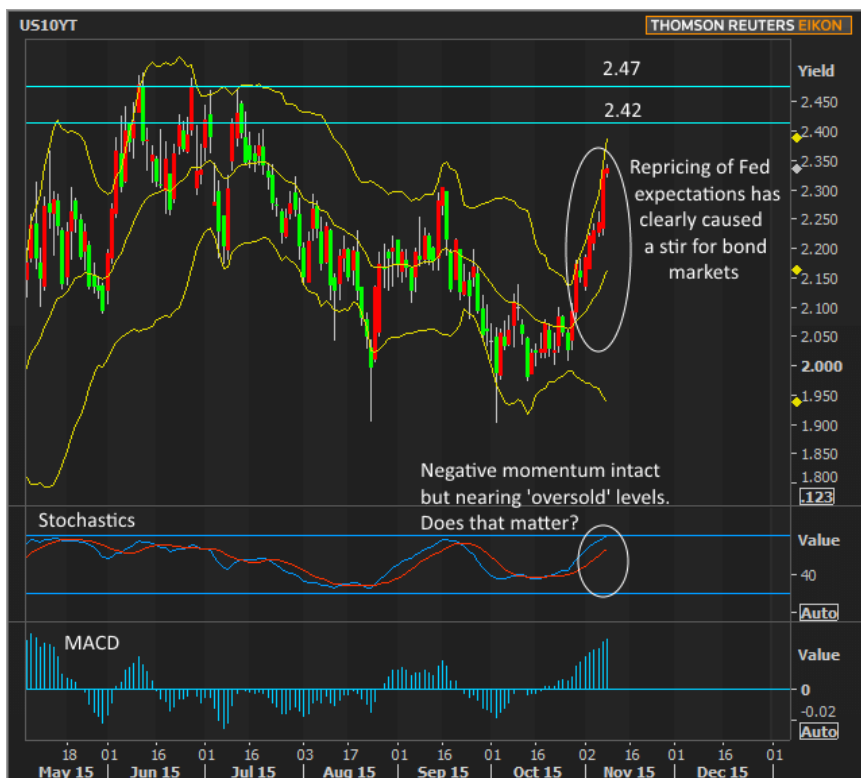 US10YT
THOMSON REUTERS EIKON
2.47
2.42
Yield
2.450
2.400
2.350
2.300
2.250
2.200
2.150
2.100
2.050
2.000
1.950
1.900
1.850
1.800
.123
Repricing of Fed
expectations has
clearly caused
a stir for bond
markets
Negative momentum intact
but nearing 'oversold' levels.
Does that matter?
Stochastics
Value
40
Auto
MACD
Value
0
-0.02
Auto
18 01 16 01 16 03 17 01 16 01 16 02 16 01 16 01
May 15 Jun 15 Jul 15 Aug 15 Sep 15 Oct 15 Nov 15 Dec 15